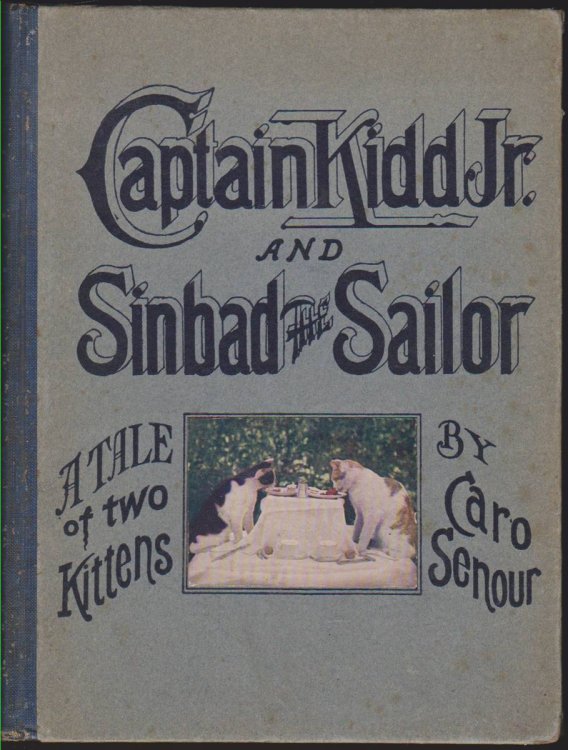 Captain Kidd Jr.
AND
Sinbad THE Sailor
A TALE
of two
Kittens
BY
Caro
Senour